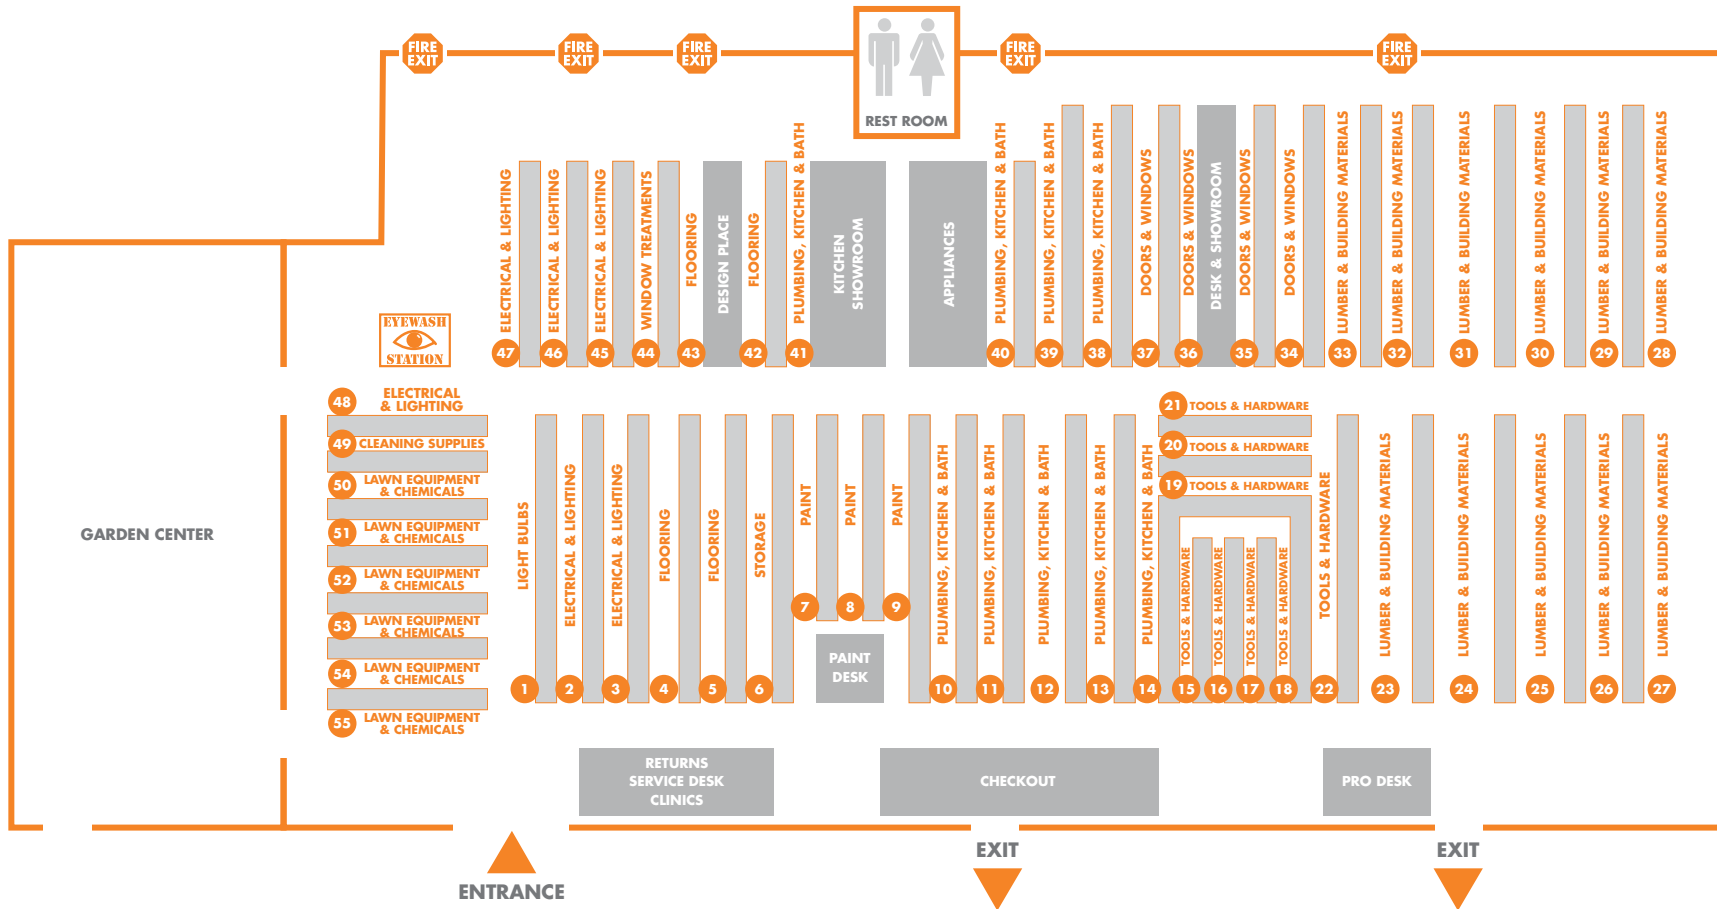 FIRE
EXIT
FIRE
EXIT
FIRE
EXIT
FIRE
EXIT
FIRE
EXIT
REST ROOM
ELECTRICAL & LIGHTING
47
ELECTRICAL & LIGHTING
46
ELECTRICAL & LIGHTING
45
WINDOW TREATMENTS
44
FLOORING
43
DESIGN PLACE
FLOORING
42
PLUMBING, KITCHEN & BATH
41
KITCHEN
SHOWROOM
APPLIANCES
PLUMBING, KITCHEN & BATH
40
PLUMBING, KITCHEN & BATH
39
PLUMBING, KITCHEN & BATH
38
DOORS & WINDOWS
37
DOORS & WINDOWS
36
DESK & SHOWROOM
DOORS & WINDOWS
35
DOORS & WINDOWS
34
LUMBER & BUILDING MATERIALS
33
LUMBER & BUILDING MATERIALS
32
LUMBER & BUILDING MATERIALS
31
LUMBER & BUILDING MATERIALS
30
LUMBER & BUILDING MATERIALS
29
LUMBER & BUILDING MATERIALS
28
EYEWASH
STATION
GARDEN CENTER
48 ELECTRICAL
& LIGHTING
49 CLEANING SUPPLIES
50 LAWN EQUIPMENT
& CHEMICALS
51 LAWN EQUIPMENT
& CHEMICALS
52 LAWN EQUIPMENT
& CHEMICALS
53 LAWN EQUIPMENT
& CHEMICALS
54 LAWN EQUIPMENT
& CHEMICALS
55 LAWN EQUIPMENT
& CHEMICALS
LIGHT BULBS
1
ELECTRICAL & LIGHTING
2
ELECTRICAL & LIGHTING
3
FLOORING
4
FLOORING
5
STORAGE
6
PAINT
7
PAINT
8
PAINT
9
PAINT
DESK
PLUMBING, KITCHEN & BATH
10
PLUMBING, KITCHEN & BATH
11
PLUMBING, KITCHEN & BATH
12
PLUMBING, KITCHEN & BATH
13
PLUMBING, KITCHEN & BATH
14
21 TOOLS & HARDWARE
20 TOOLS & HARDWARE
19 TOOLS & HARDWARE
TOOLS & HARDWARE
15
TOOLS & HARDWARE
16
TOOLS & HARDWARE
17
TOOLS & HARDWARE
18
TOOLS & HARDWARE
22
LUMBER & BUILDING MATERIALS
23
LUMBER & BUILDING MATERIALS
24
LUMBER & BUILDING MATERIALS
25
LUMBER & BUILDING MATERIALS
26
LUMBER & BUILDING MATERIALS
27
RETURNS
SERVICE DESK
CLINICS
CHECKOUT
PRO DESK
ENTRANCE
EXIT
EXIT